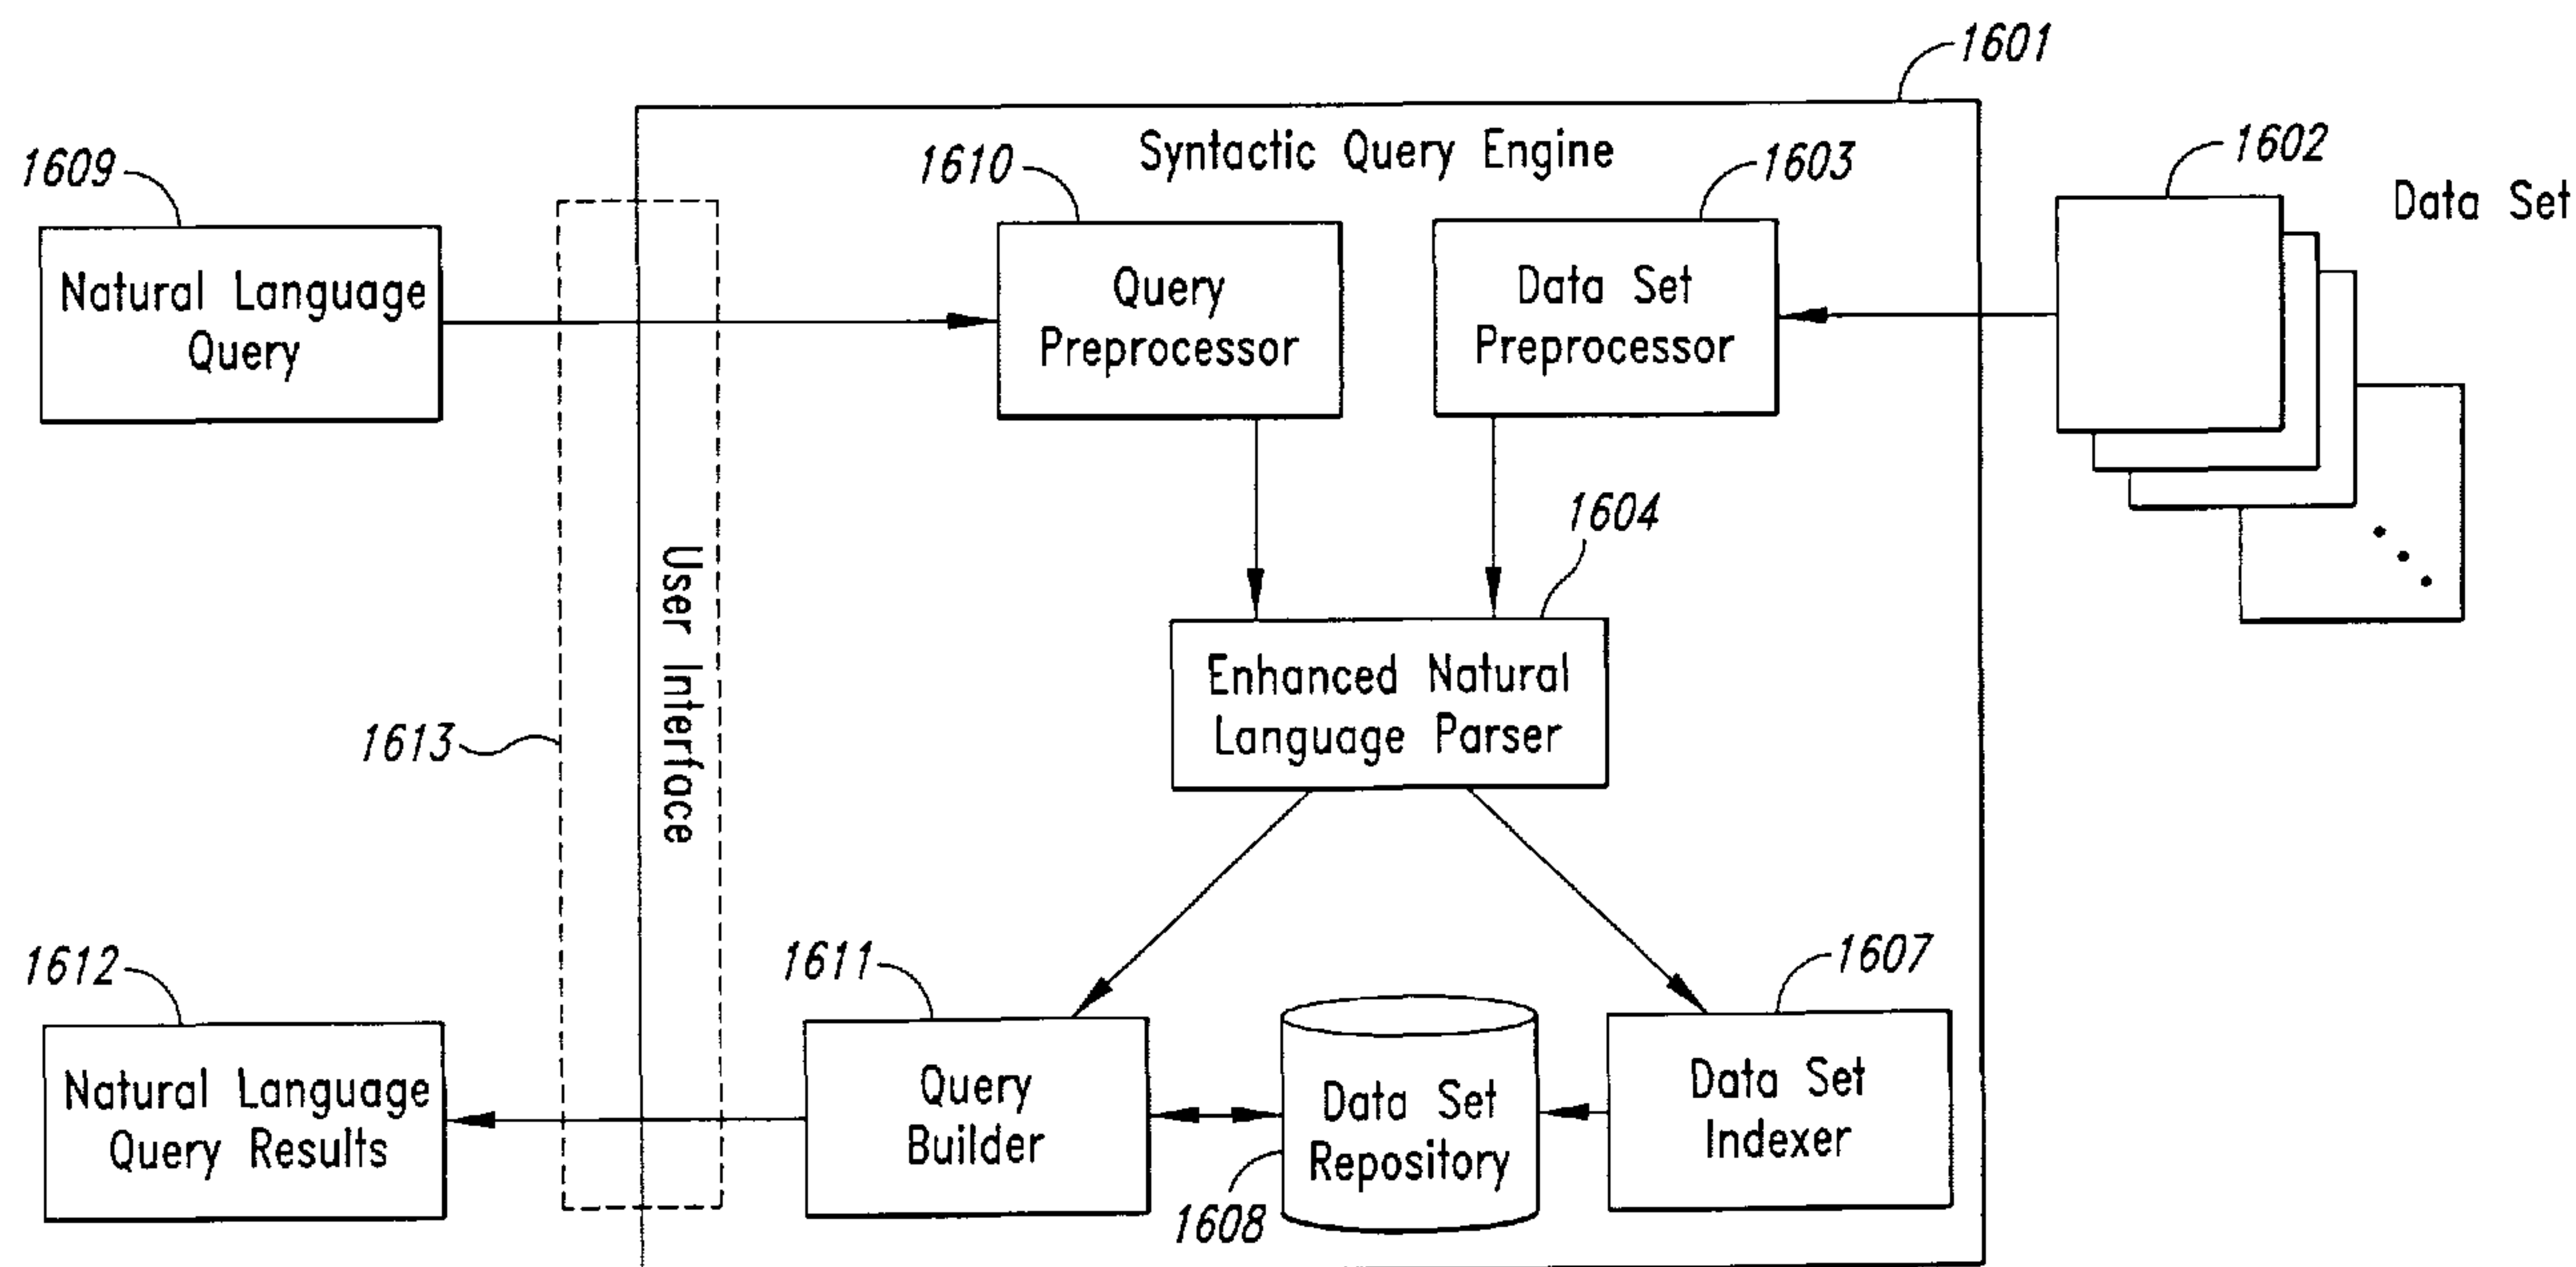 1601
Syntactic Query Engine
1609
1610
1603
1602
Data Set
Natural Language
Query
Query
Preprocessor
Data Set
Preprocessor
1604
User Interface
Enhanced Natural
Language Parser
1613
1612
1611
1607
Natural Language
Query Results
Query
Builder
Data Set
Repository
Data Set
Indexer
1608